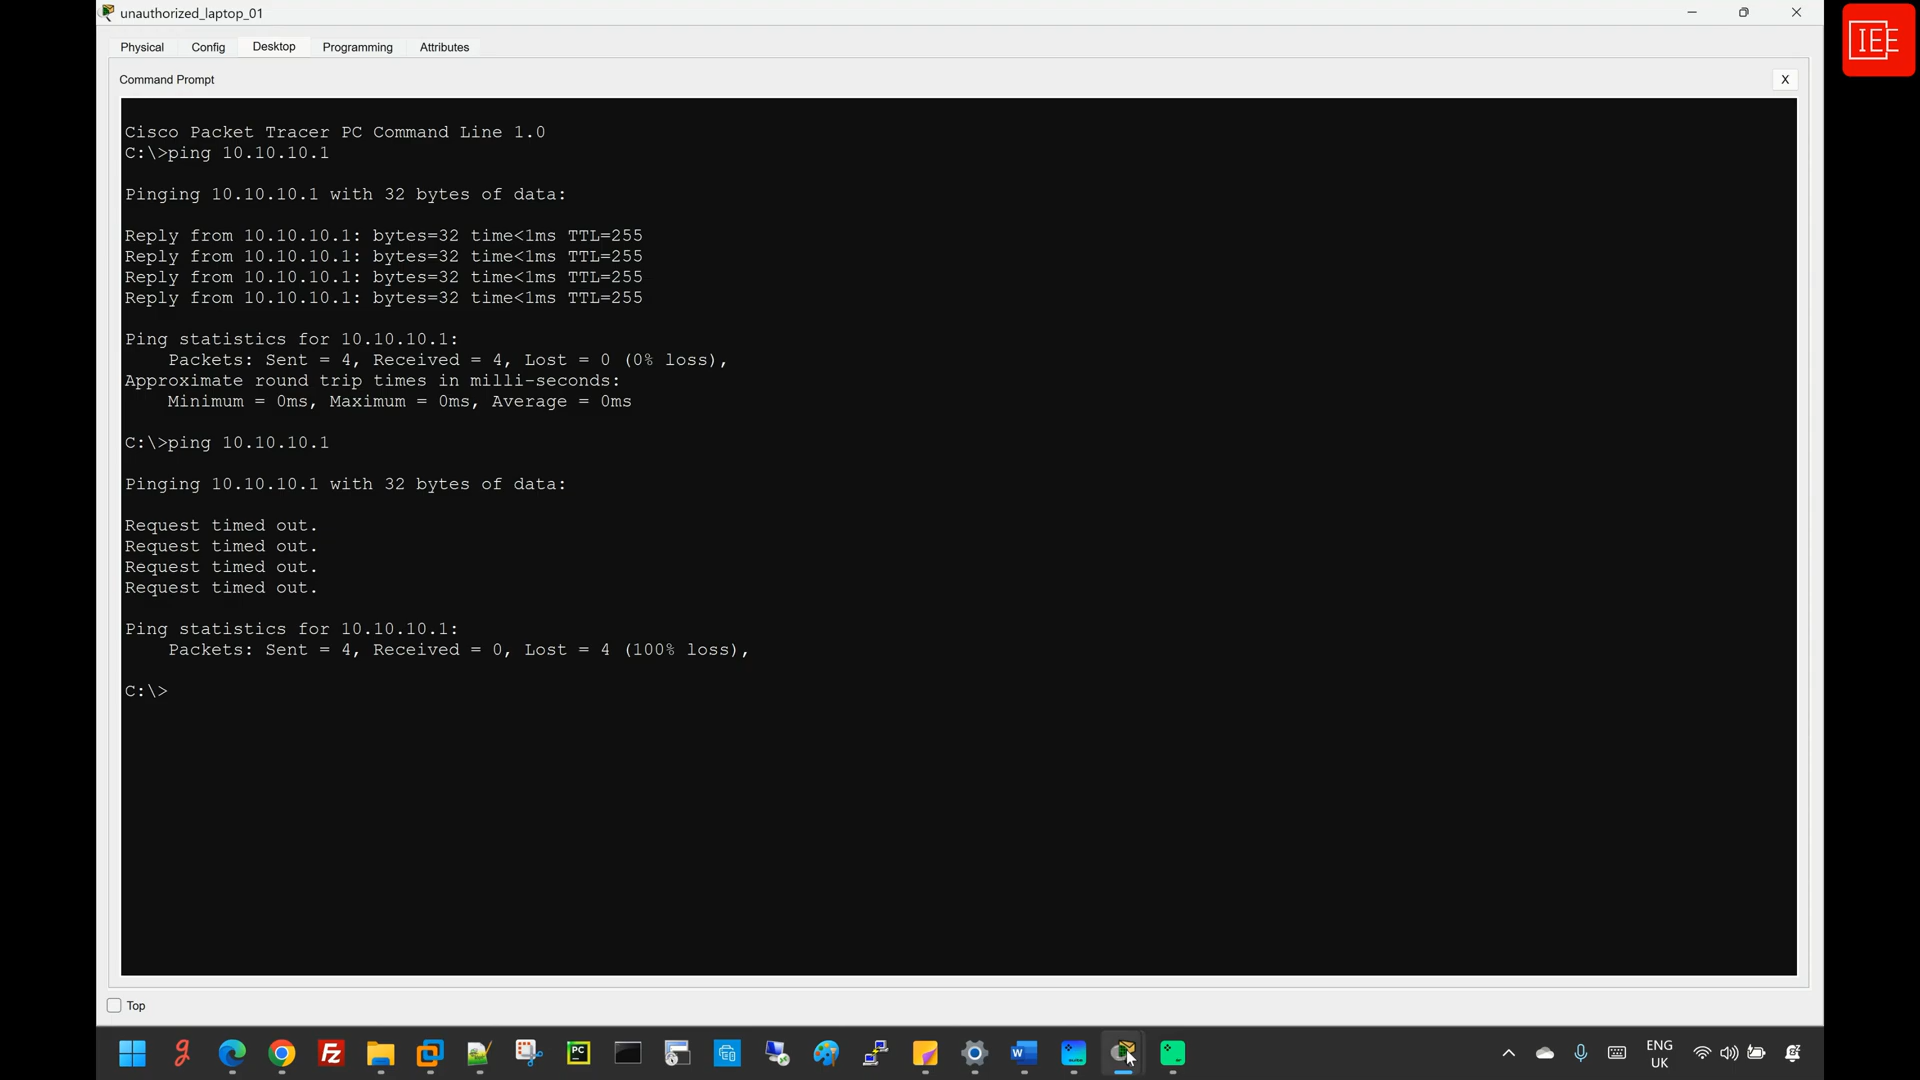 unauthorized_laptop_01
IEE
Physical Config Desktop Programming Attributes
Command Prompt
X
Cisco Packet Tracer PC Command Line 1.0
C:\>ping 10.10.10.1
Pinging 10.10.10.1 with 32 bytes of data:
Reply from 10.10.10.1: bytes=32 time<1ms TTL=255
Reply from 10.10.10.1: bytes=32 time<1ms TTL=255
Reply from 10.10.10.1: bytes=32 time<1ms TTL=255
Reply from 10.10.10.1: bytes=32 time<1ms TTL=255
Ping statistics for 10.10.10.1:
Packets: Sent = 4, Received = 4, Lost = 0 (0% loss),
Approximate round trip times in milli-seconds:
Minimum = 0ms, Maximum = 0ms, Average = 0ms
C:\>ping 10.10.10.1
Pinging 10.10.10.1 with 32 bytes of data:
Request timed out.
Request timed out.
Request timed out.
Request timed out.
Ping statistics for 10.10.10.1:
Packets: Sent = 4, Received = 0, Lost = 4 (100% loss),
C:\>
Top
g
FZ
PC
W
ENG
UK